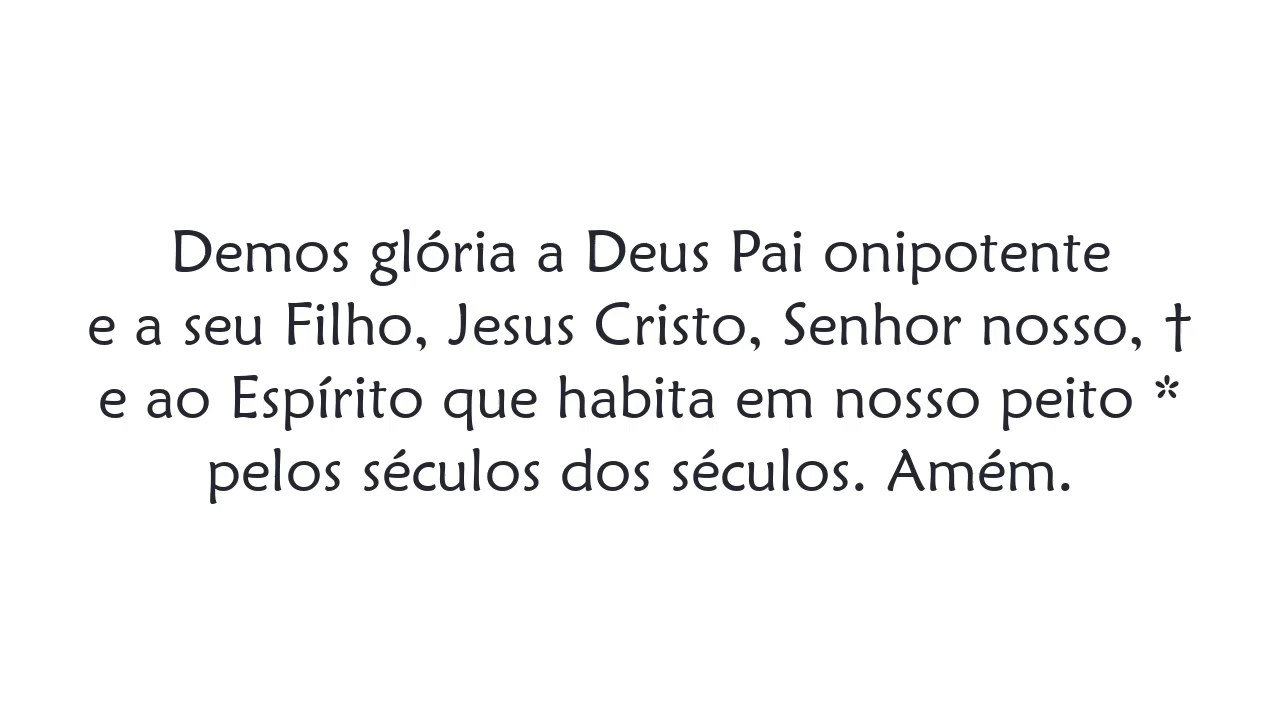 Demos glória a Deus Pai onipotente
e a seu Filho, Jesus Cristo, Senhor nosso, †
e ao Espírito que habita em nosso peito *
pelos séculos dos séculos. Amém.